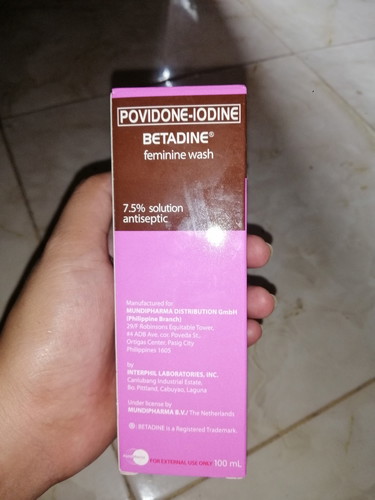 POVIDONE-IODINE
BETADINE®
feminine wash
7.5% solution
antiseptic
Manufactured for:
MUNDIPHARMA DISTRIBUTION GmbH
(Philippine Branch)
29/F Robinsons Equitable Tower,
#4 ADB Ave. cor. Poveda St.,
Ortigas Center, Pasig City
Philippines 1605
by
INTERPHIL LABORATORIES, INC.
Canlubang Industrial Estate,
Bo. Pittland, Cabuyao, Laguna
Under license by
MUNDIPHARMA B.V./ The Netherlands
® : BETADINE is a Registered Trademark.
FOR EXTERNAL USE ONLY 100 mL